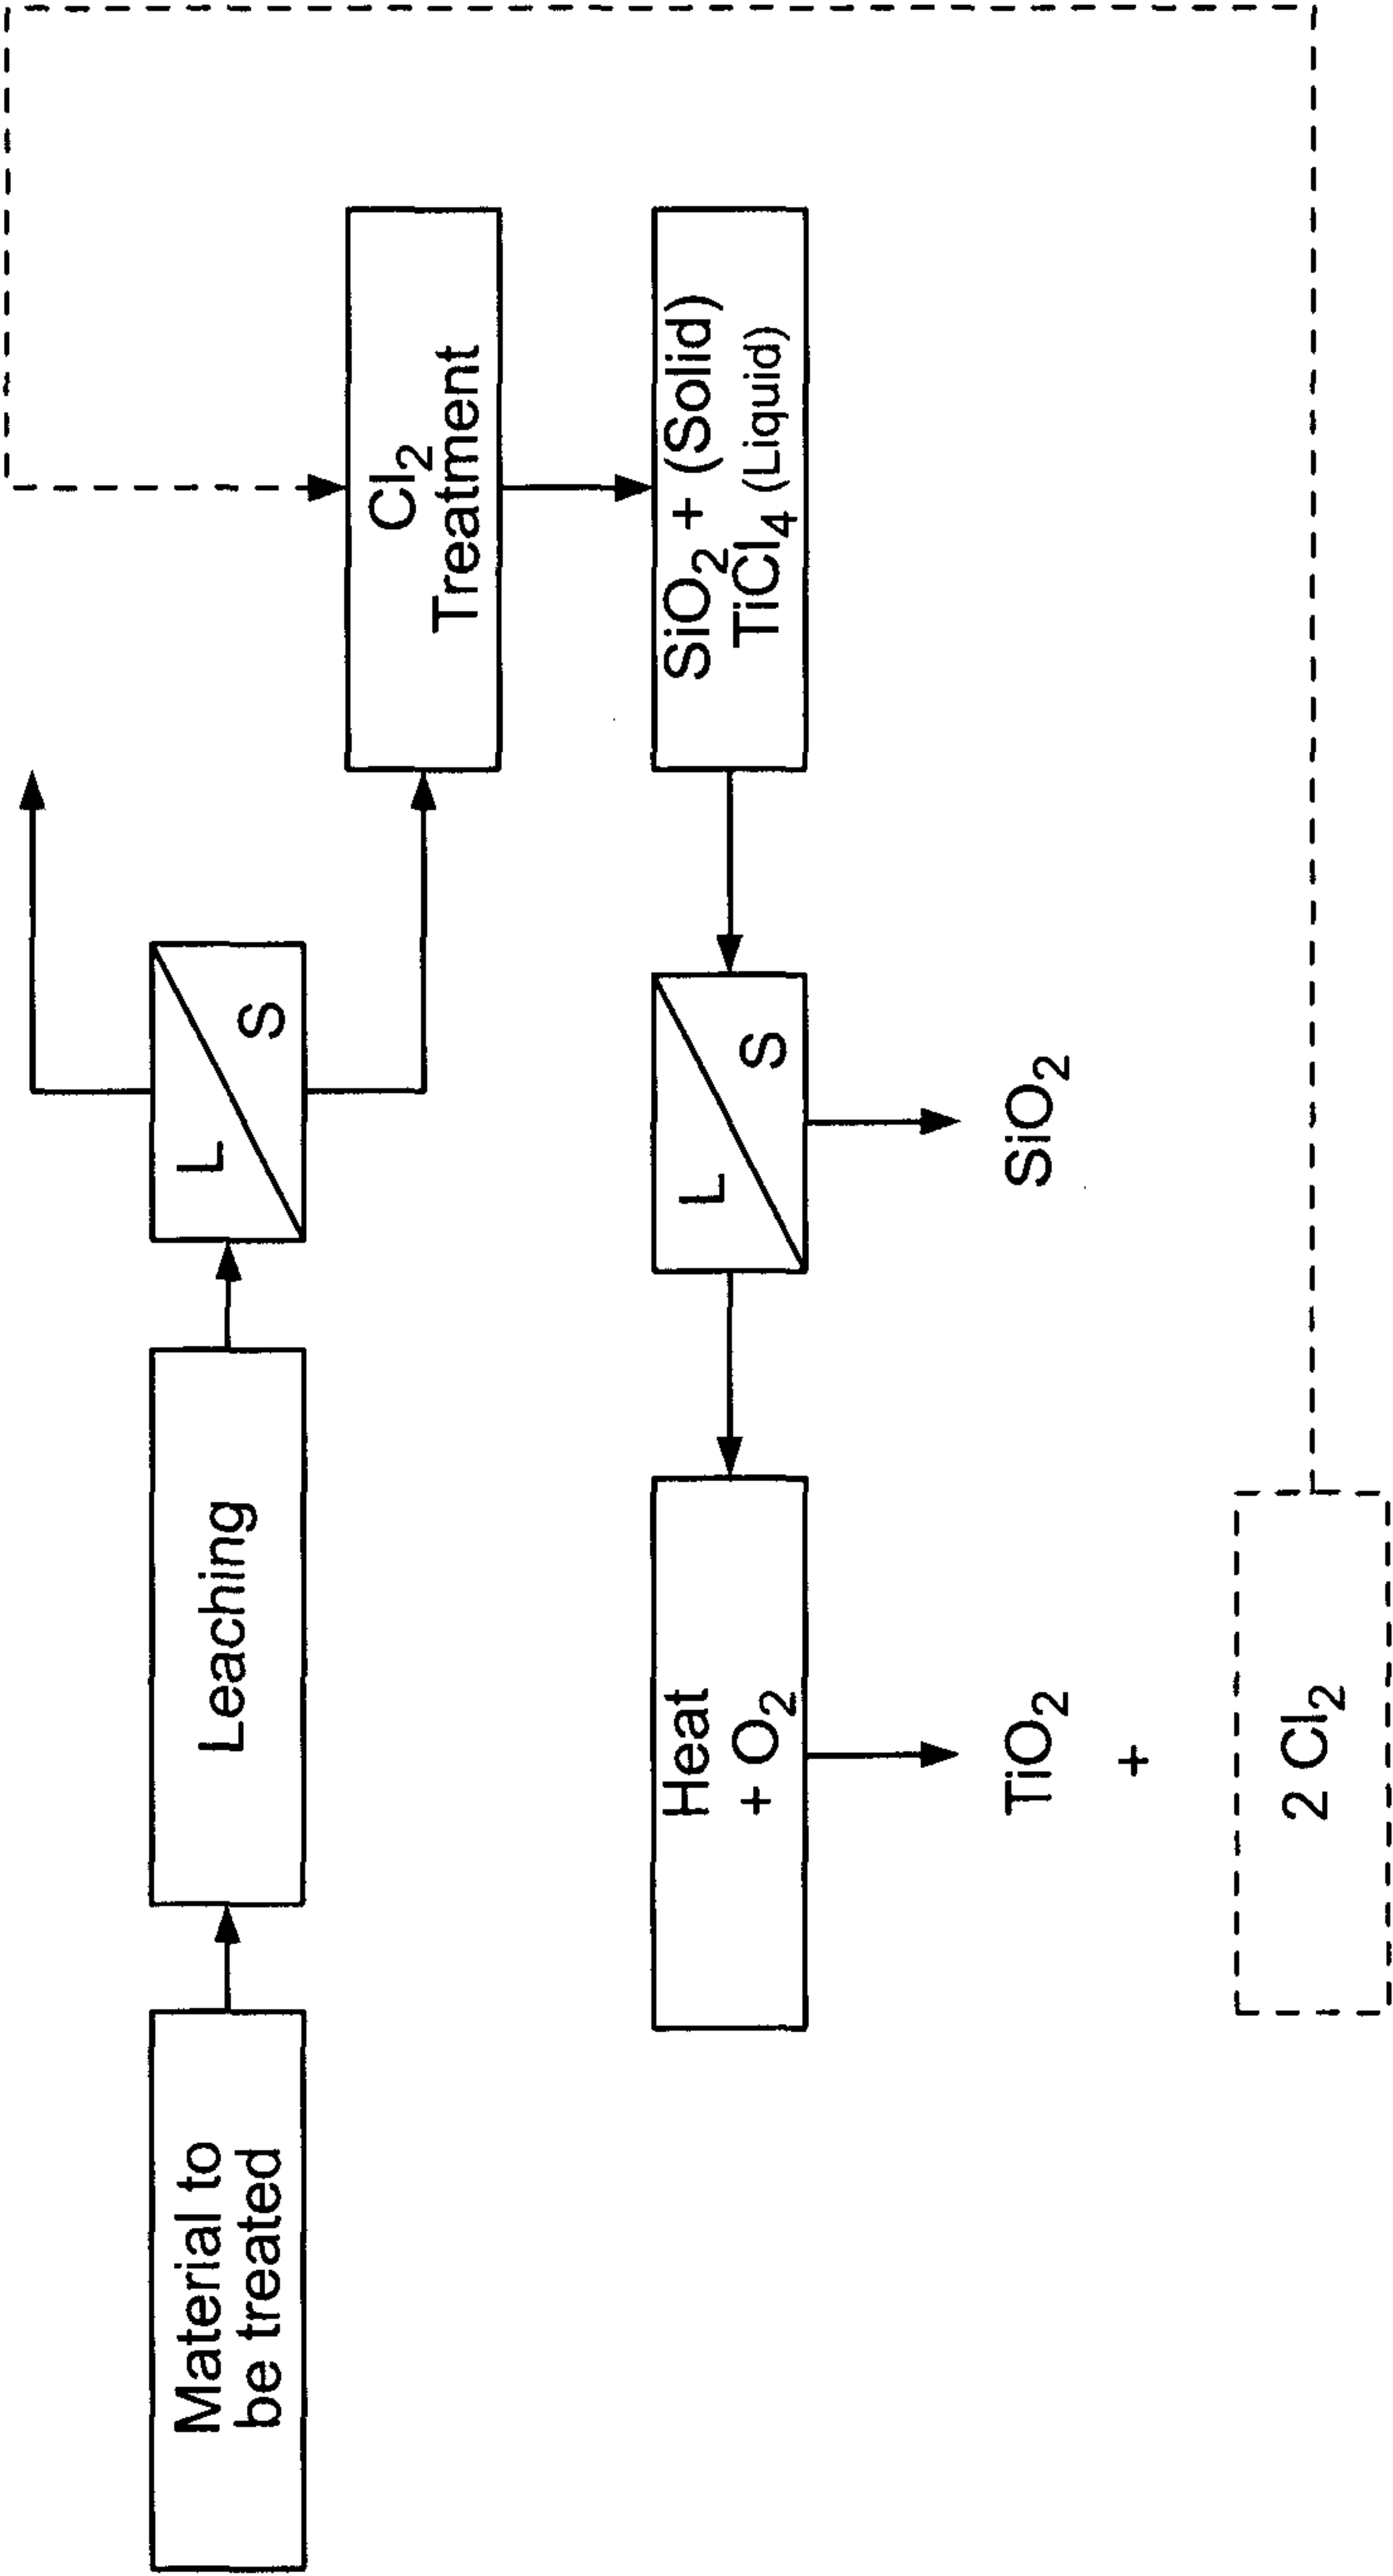 Material to
be treated
Leaching
L
S
Cl₂
Treatment
SiO₂ + (Solid)
TiCl₄ (Liquid)
L
S
SiO₂
Heat
+ O₂
TiO₂
+
2 Cl₂